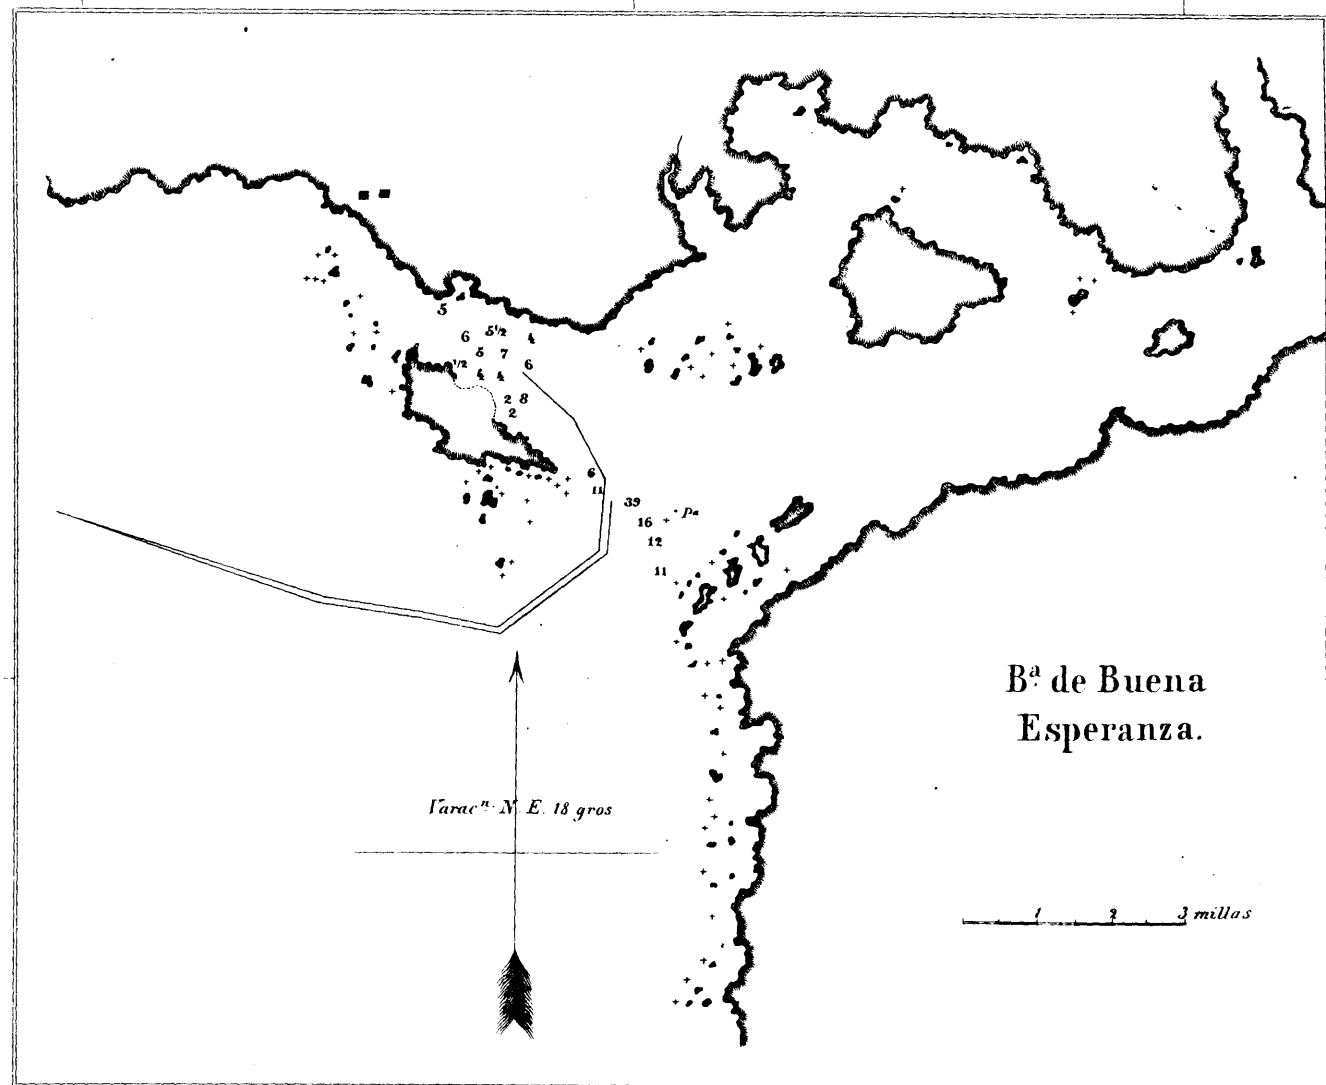 5
6 5½ 4
5 7
½ 4 4 6
2 8
2
6
11
39
16 Pª
12
11
Bª de Buena
Esperanza.
Varacⁿ. N. E. 18 gros
1 2 3 millas